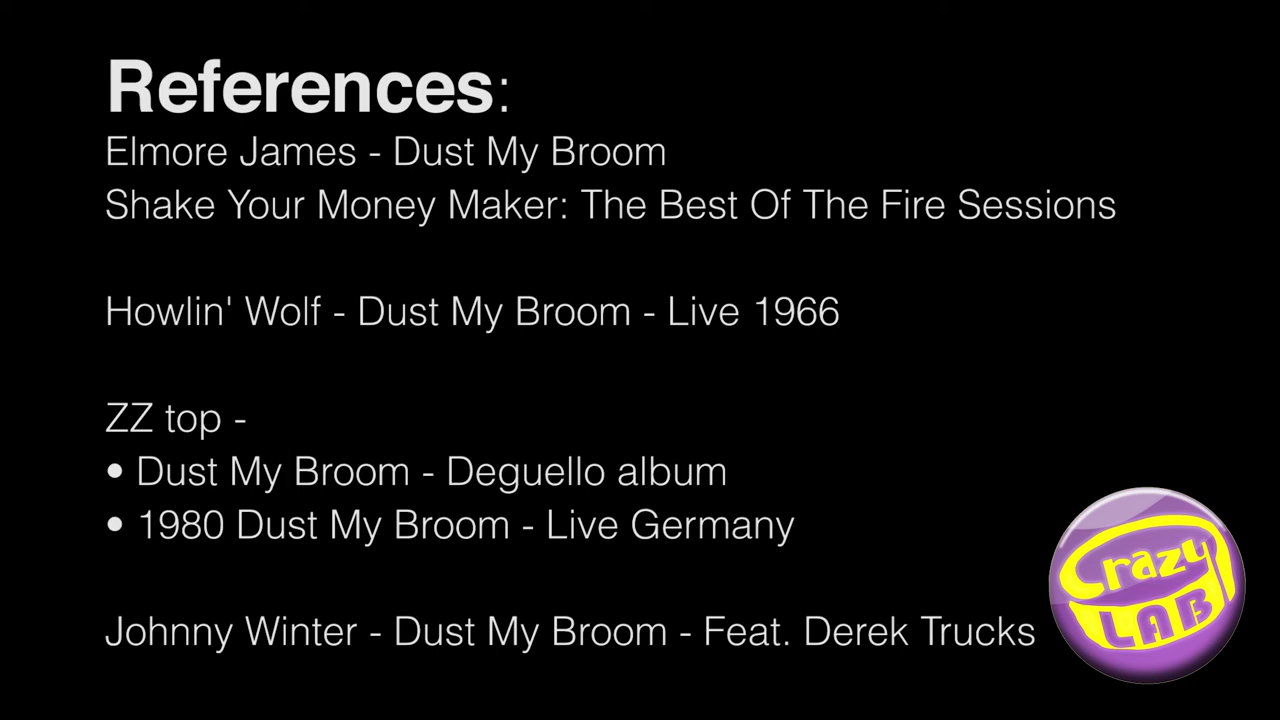 References:
Elmore James - Dust My Broom
Shake Your Money Maker: The Best Of The Fire Sessions
Howlin' Wolf - Dust My Broom - Live 1966
ZZ top -
• Dust My Broom - Deguello album
• 1980 Dust My Broom - Live Germany
Johnny Winter - Dust My Broom - Feat. Derek Trucks
Crazy
LAB